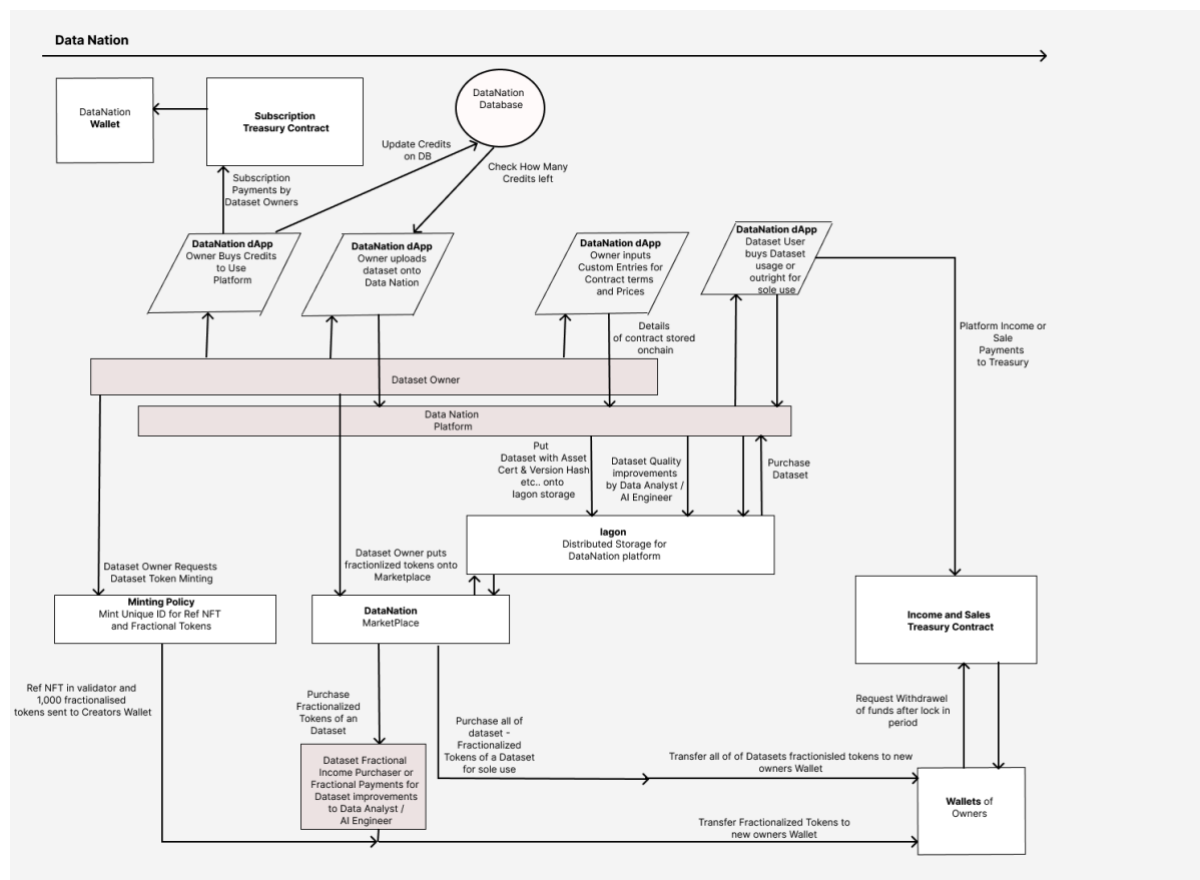 Data Nation
DataNation
Wallet
Subscription
Treasury Contract
DataNation
Database
Update Credits
on DB
Check How Many
Credits left
Subscription
Payments by
Dataset Owners
DataNation dApp
Owner Buys Credits
to Use
Platform
DataNation dApp
Owner uploads
dataset onto
Data Nation
DataNation dApp
Owner inputs
Custom Entries for
Contract terms
and Prices
DataNation dApp
Dataset User
buys Dataset
usage or
outright for
sole use
Details
of contract stored
onchain
Platform Income or
Sale
Payments
to Treasury
Dataset Owner
Data Nation
Platform
Put
Dataset with Asset
Cert & Version Hash
etc.. onto
Iagon storage
Dataset Quality
improvements
by Data Analyst /
AI Engineer
Purchase
Dataset
Iagon
Distributed Storage for
DataNation platform
Dataset Owner Requests
Dataset Token Minting
Dataset Owner puts
fractionlized tokens onto
Marketplace
Minting Policy
Mint Unique ID for Ref NFT
and Fractional Tokens
DataNation
MarketPlace
Income and Sales
Treasury Contract
Ref NFT in validator and
1,000 fractionalised
tokens sent to Creators Wallet
Purchase
Fractionalized
Tokens of an
Dataset
Purchase all of
dataset -
Fractionalized
Tokens of a Dataset
for sole use
Request Withdrawel
of funds after lock in
period
Dataset Fractional
Income Purchaser or
Fractional Payments for
Dataset improvements
to Data Analyst /
AI Engineer
Transfer all of of Datasets fractionisled tokens to new
owners Wallet
Wallets of
Owners
Transfer Fractionalized Tokens to
new owners Wallet